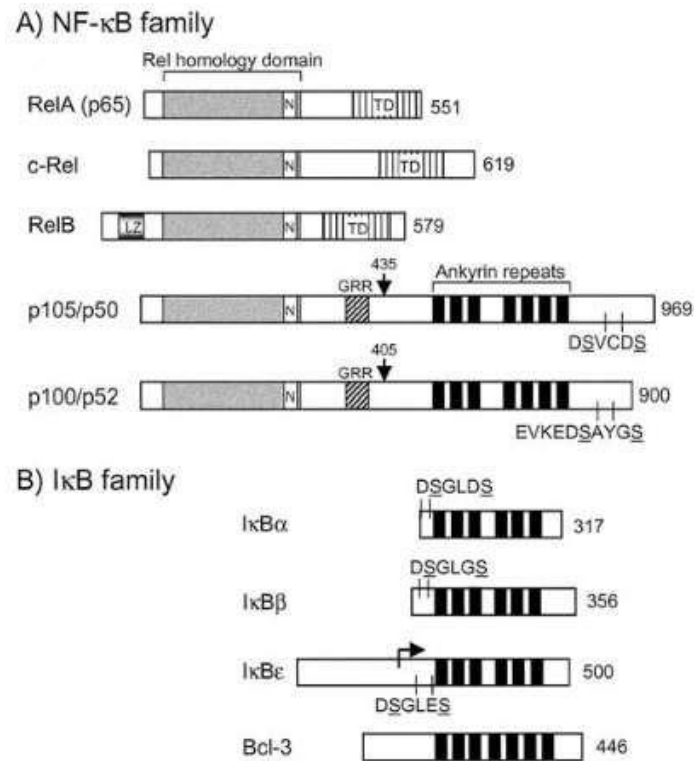 A) NF-κB family
Rel homology domain
RelA (p65) N TD 551
c-Rel N TD 619
RelB LZ N TD 579
435
GRR Ankyrin repeats
p105/p50 N 969
DSVCDS
405
GRR
p100/p52 N 900
EVKEDSAYGS
B) IκB family
DSGLDS
IκBα 317
DSGLGS
IκBβ 356
IκBε 500
DSGLES
Bcl-3 446